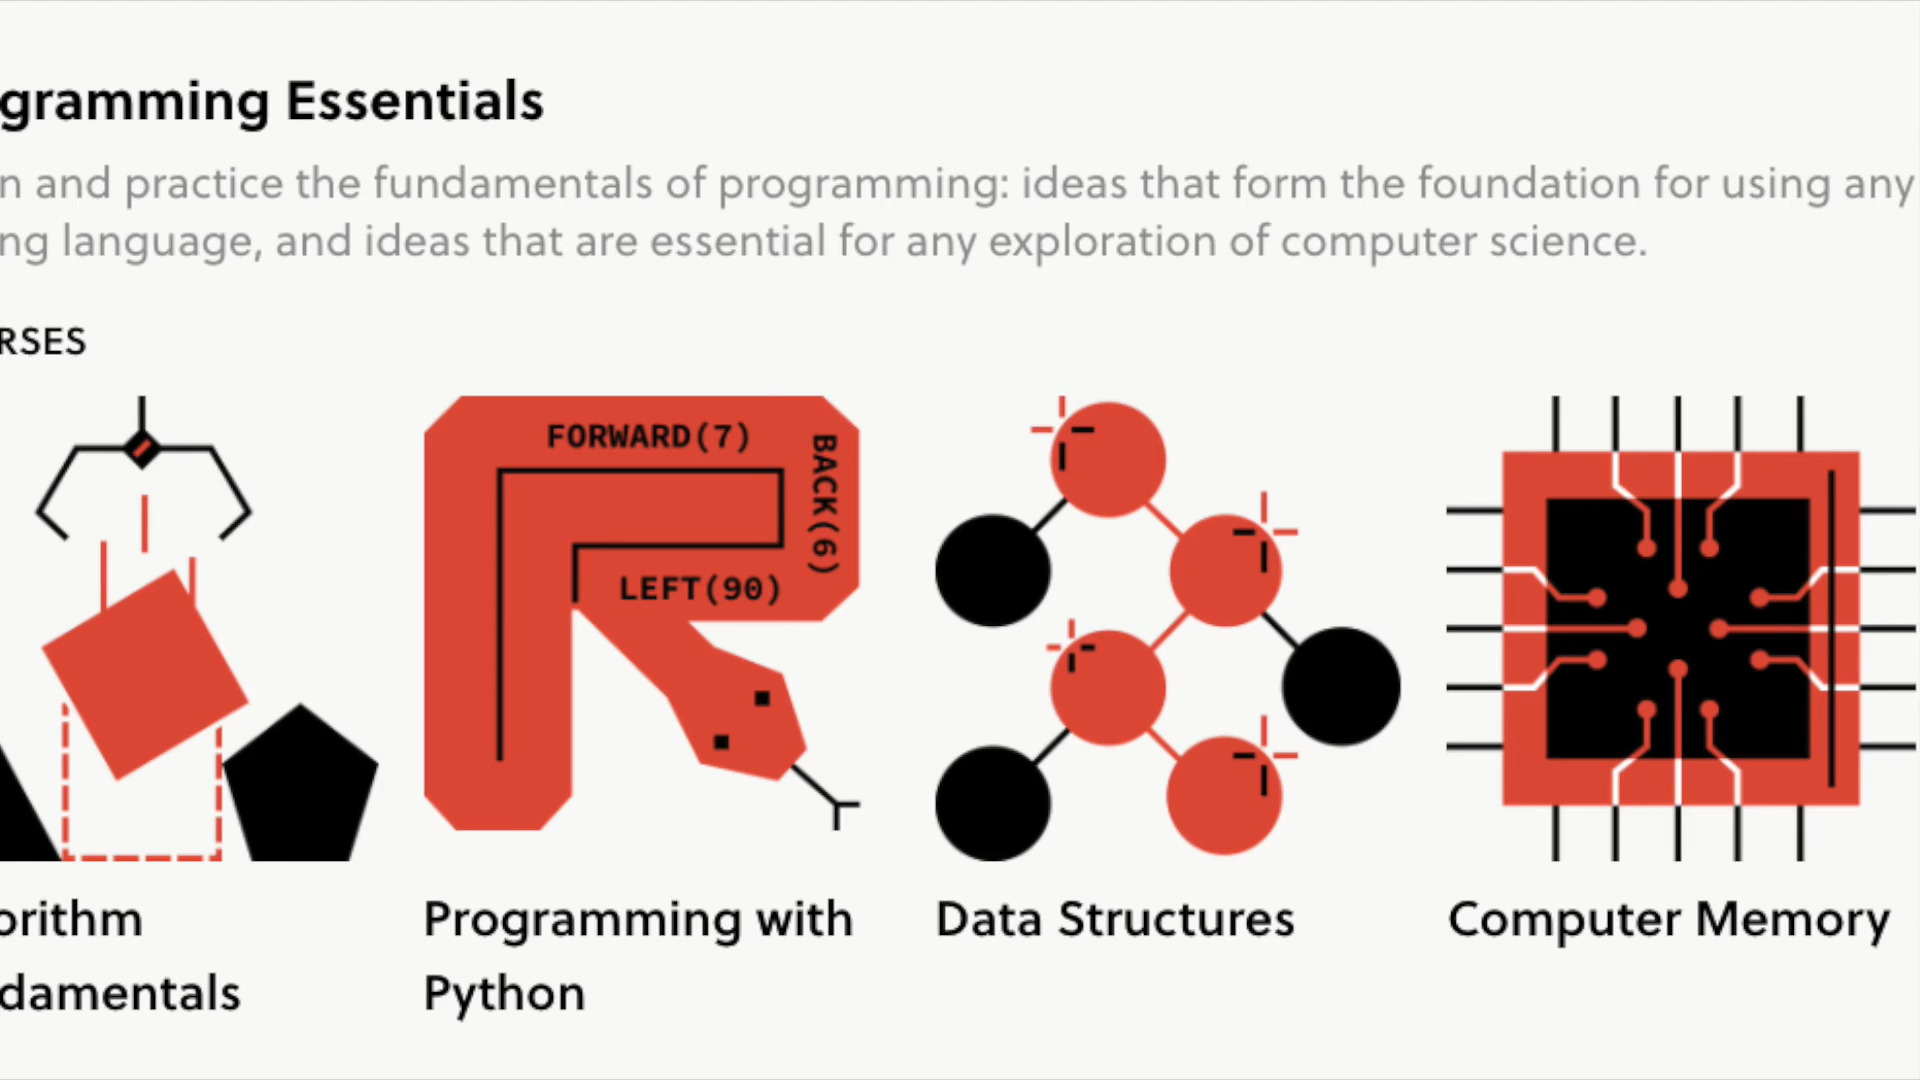 gramming Essentials
n and practice the fundamentals of programming: ideas that form the foundation for using any
ng language, and ideas that are essential for any exploration of computer science.
RSES
FORWARD(7)
BACK(6)
LEFT(90)
orithm
damentals
Programming with
Python
Data Structures
Computer Memory